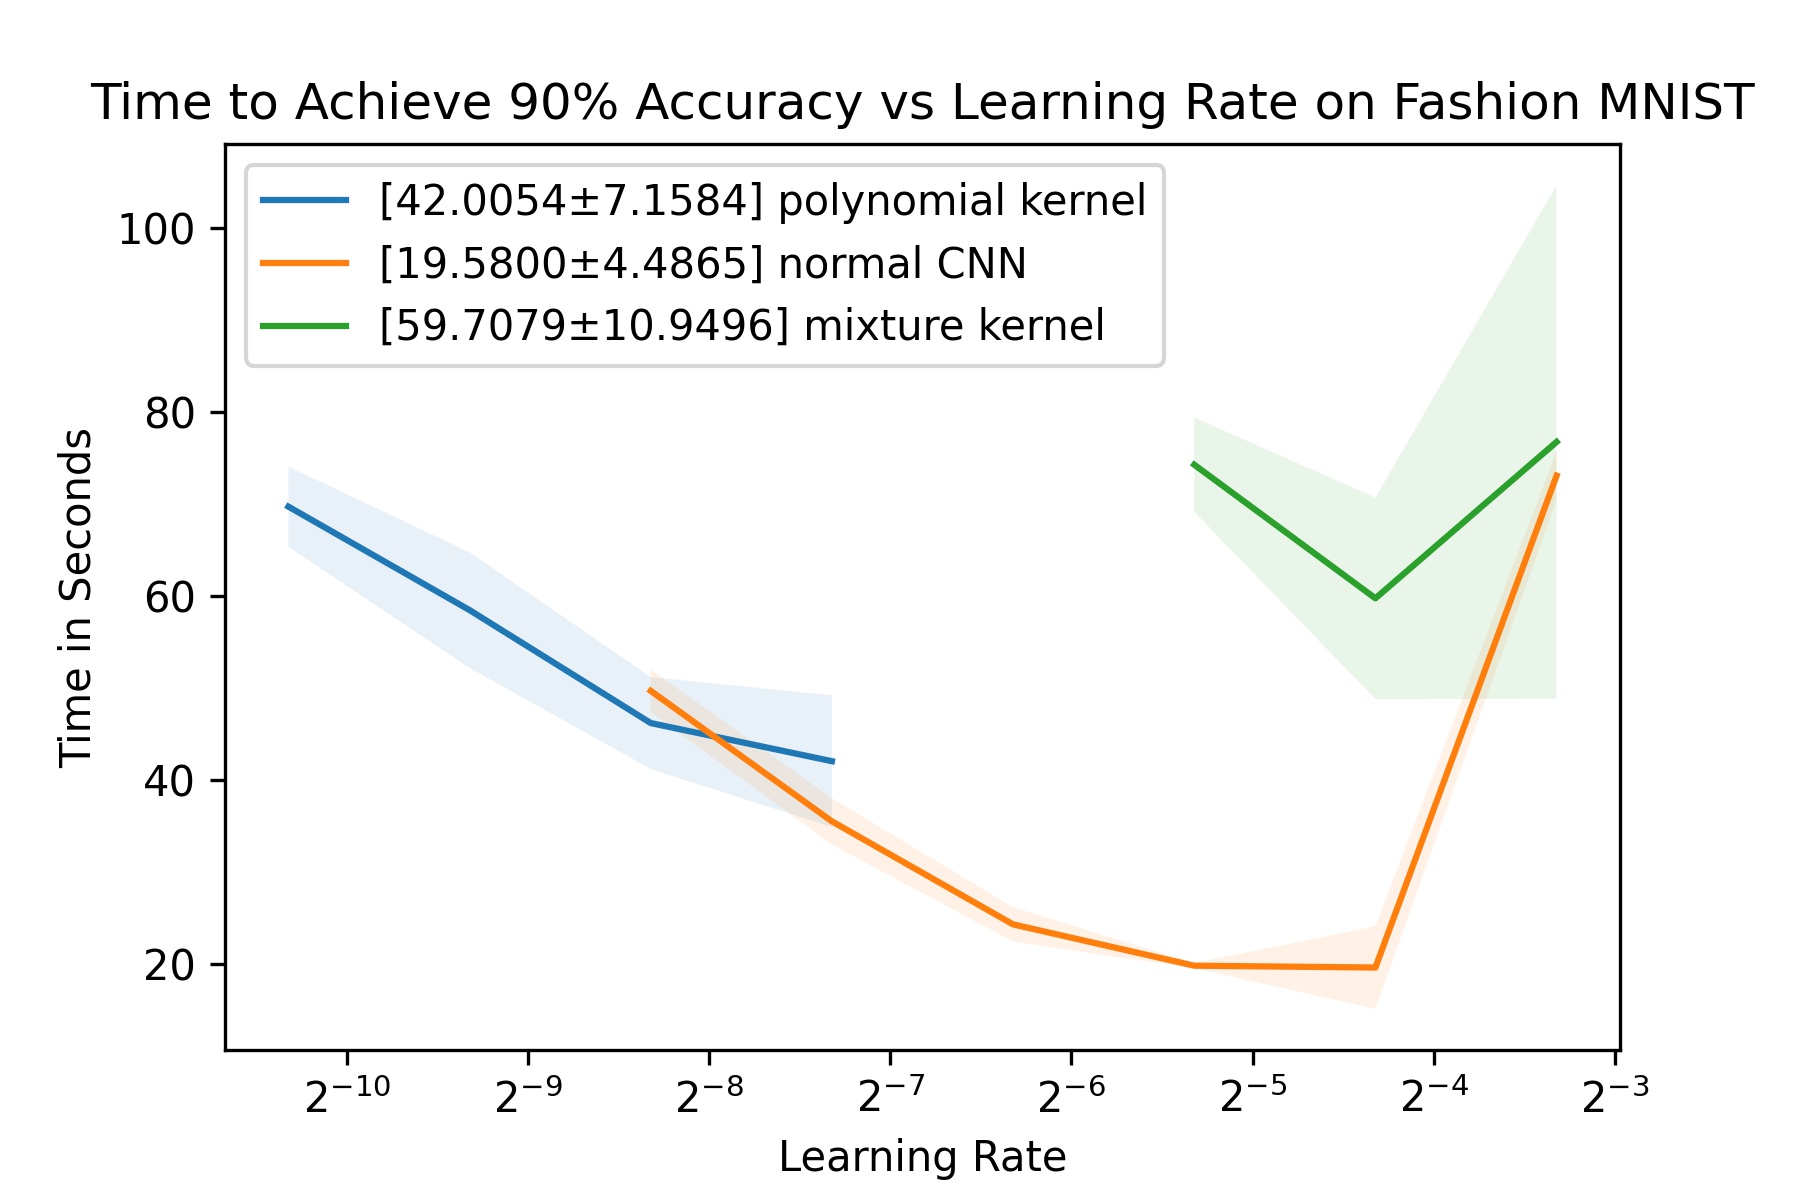 Time to Achieve 90% Accuracy vs Learning Rate on Fashion MNIST
[42.0054±7.1584] polynomial kernel
[19.5800±4.4865] normal CNN
[59.7079±10.9496] mixture kernel
Time in Seconds
100
80
60
40
20
2⁻¹⁰ 2⁻⁹ 2⁻⁸ 2⁻⁷ 2⁻⁶ 2⁻⁵ 2⁻⁴ 2⁻³
Learning Rate